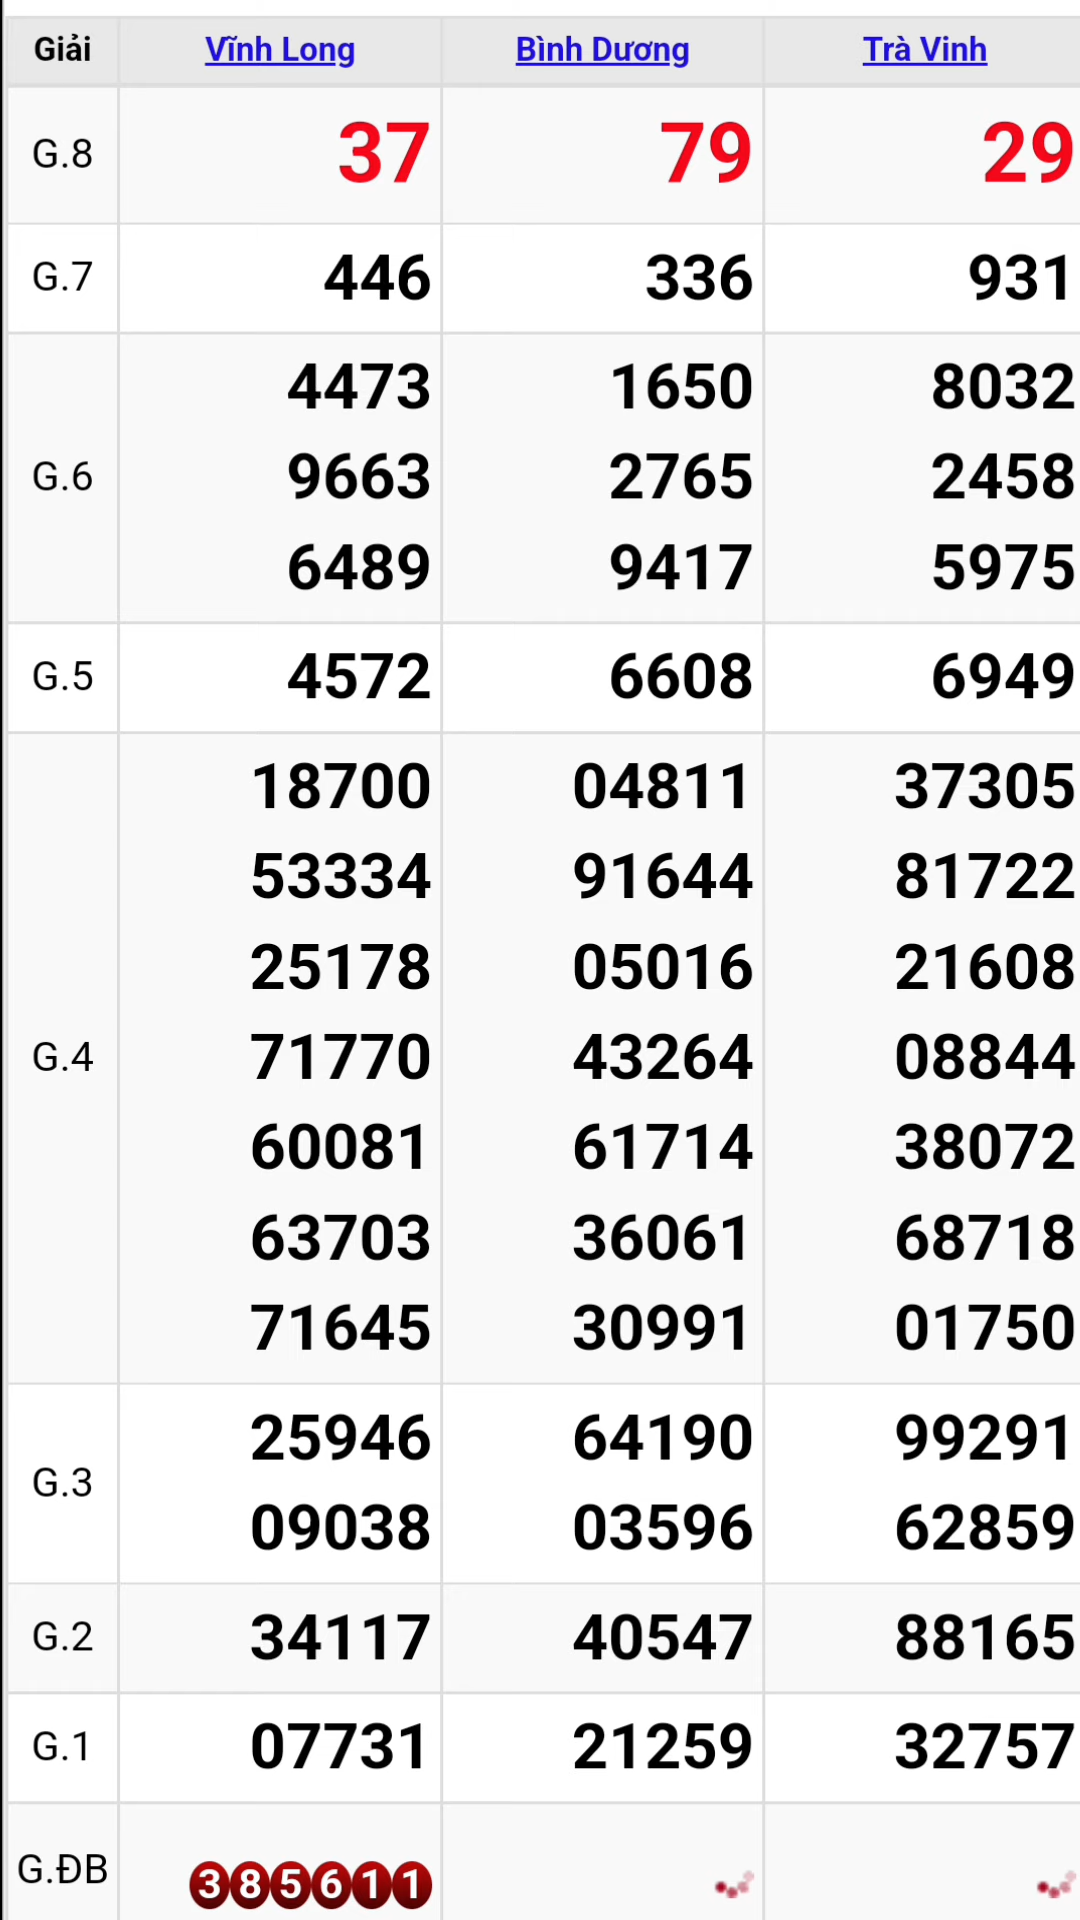 Giải Vĩnh Long Bình Dương Trà Vinh
G.8 37 79 29
G.7 446 336 931
4473 1650 8032
G.6 9663 2765 2458
6489 9417 5975
G.5 4572 6608 6949
18700 04811 37305
53334 91644 81722
25178 05016 21608
G.4 71770 43264 08844
60081 61714 38072
63703 36061 68718
71645 30991 01750
G.3 25946 64190 99291
09038 03596 62859
G.2 34117 40547 88165
G.1 07731 21259 32757
G.ĐB 385611